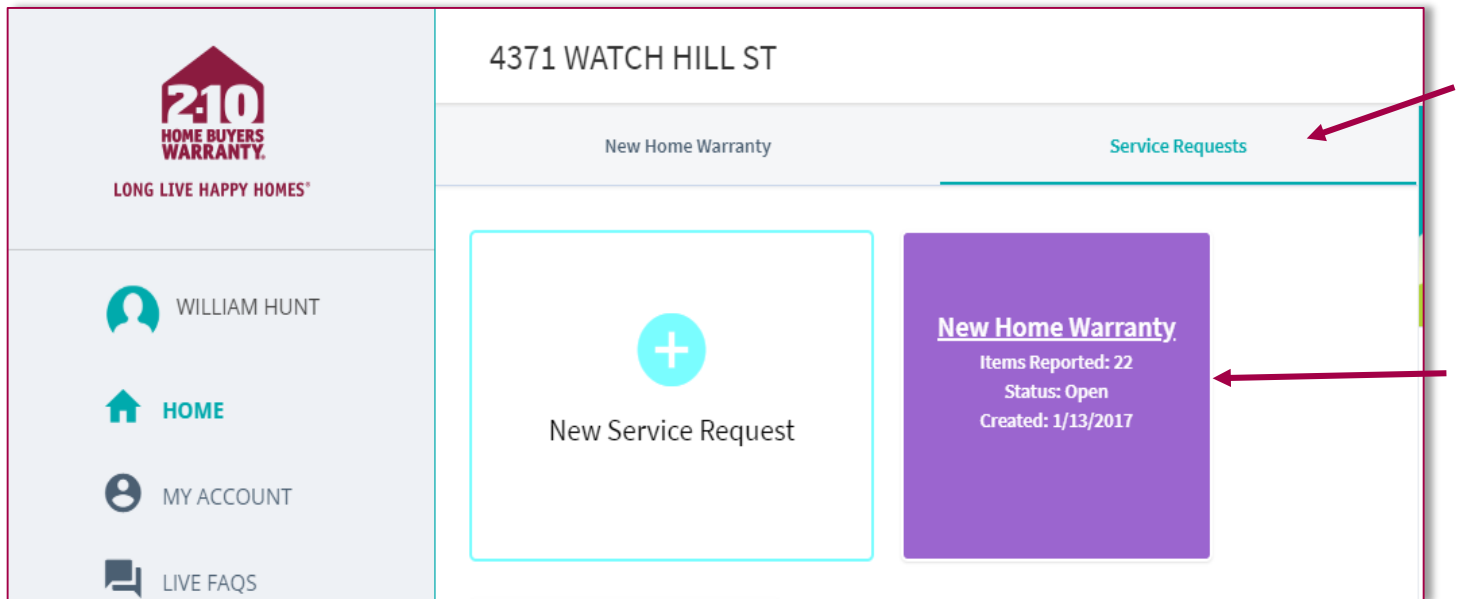 2-10
HOME BUYERS
WARRANTY.
LONG LIVE HAPPY HOMES®
WILLIAM HUNT
HOME
MY ACCOUNT
LIVE FAQS
4371 WATCH HILL ST
New Home Warranty
Service Requests
New Service Request
New Home Warranty
Items Reported: 22
Status: Open
Created: 1/13/2017